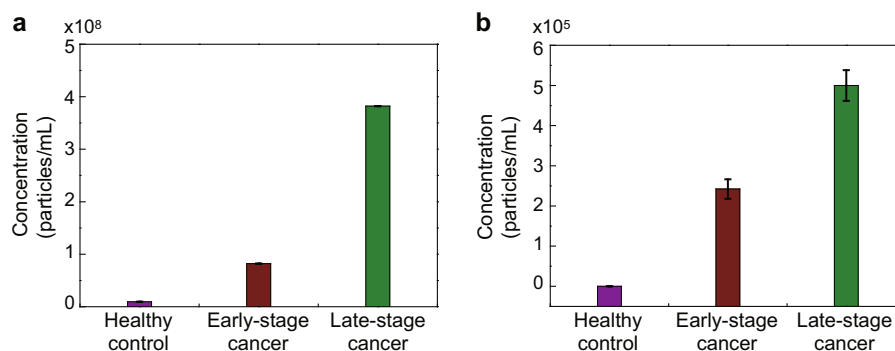 a
x10⁸
5
4
3
2
1
0
Concentration
(particles/mL)
Healthy
control
Early-stage
cancer
Late-stage
cancer
b
x10⁵
6
5
4
3
2
1
0
Concentration
(particles/mL)
Healthy
control
Early-stage
cancer
Late-stage
cancer